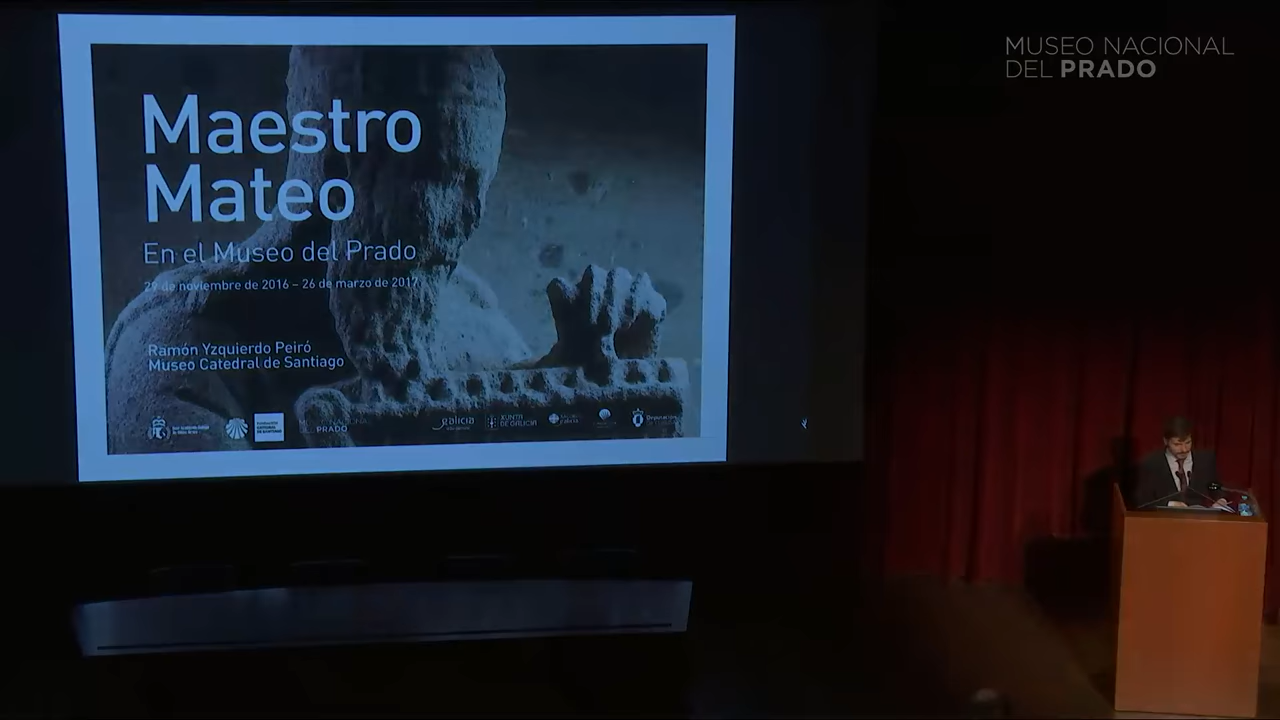 MUSEO NACIONAL
DEL PRADO
Maestro
Mateo
En el Museo del Prado
29 de noviembre de 2016 – 26 de marzo de 2017
Ramón Yzquierdo Peiró
Museo Catedral de Santiago
PRADO
galicia
XUNTA
DE GALICIA